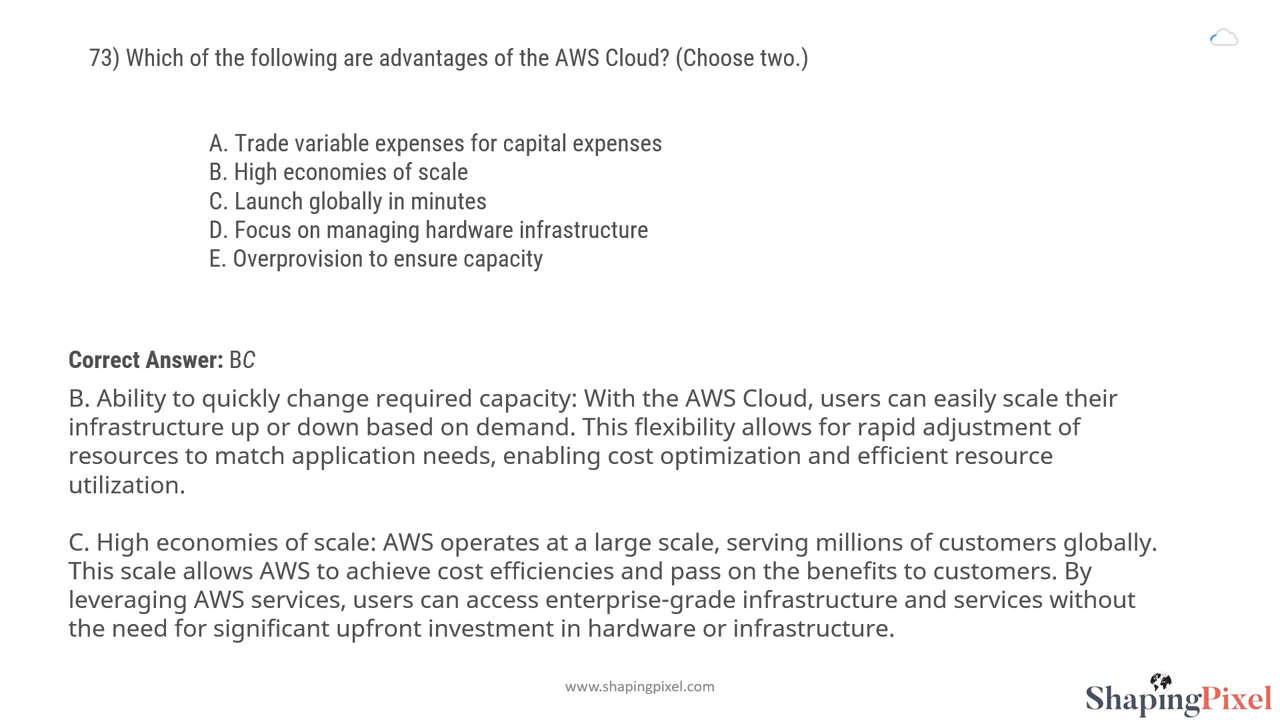 73) Which of the following are advantages of the AWS Cloud? (Choose two.)
A. Trade variable expenses for capital expenses
B. High economies of scale
C. Launch globally in minutes
D. Focus on managing hardware infrastructure
E. Overprovision to ensure capacity
Correct Answer: BC
B. Ability to quickly change required capacity: With the AWS Cloud, users can easily scale their
infrastructure up or down based on demand. This flexibility allows for rapid adjustment of
resources to match application needs, enabling cost optimization and efficient resource
utilization.
C. High economies of scale: AWS operates at a large scale, serving millions of customers globally.
This scale allows AWS to achieve cost efficiencies and pass on the benefits to customers. By
leveraging AWS services, users can access enterprise-grade infrastructure and services without
the need for significant upfront investment in hardware or infrastructure.
www.shapingpixel.com
ShapingPixel